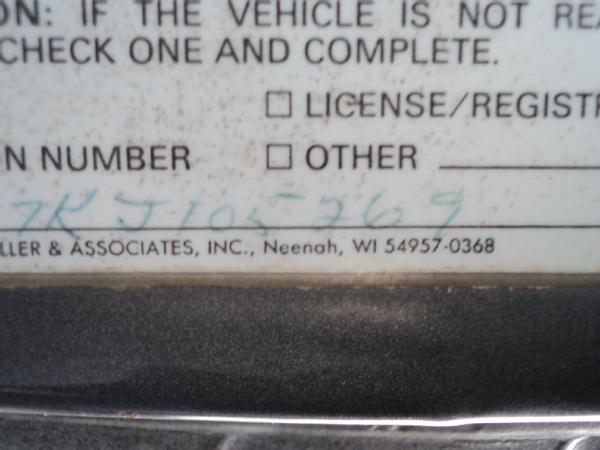 ON: IF THE VEHICLE IS NOT REA
CHECK ONE AND COMPLETE.
☐ LICENSE/REGISTR
N NUMBER ☐ OTHER
7KJ105269
LLER & ASSOCIATES, INC., Neenah, WI 54957-0368